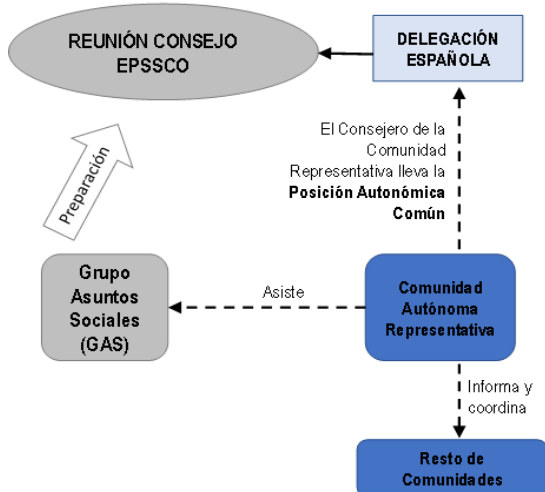 REUNIÓN CONSEJO
EPSSCO
DELEGACIÓN
ESPAÑOLA
El Consejero de la
Comunidad
Representativa lleva la
Posición Autonómica
Común
Preparación
Grupo
Asuntos
Sociales
(GAS)
Asiste
Comunidad
Autónoma
Representativa
Informa y
coordina
Resto de
Comunidades